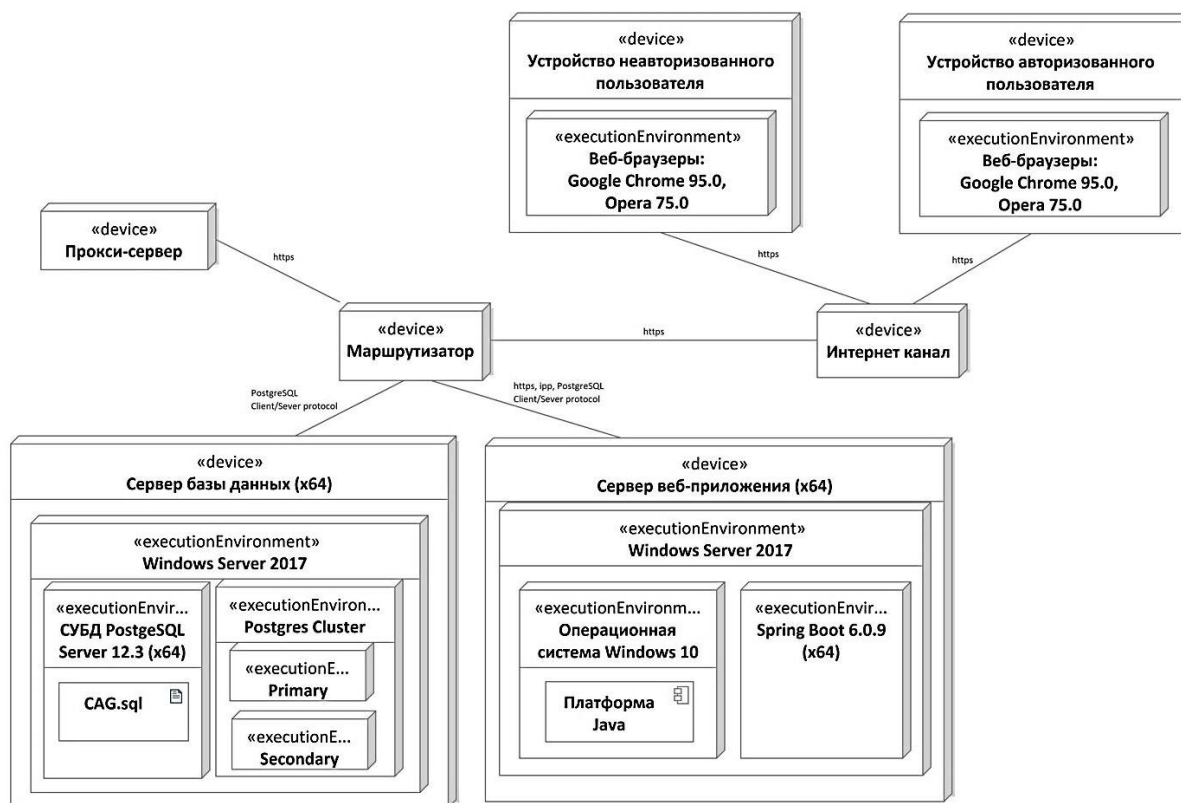 «device»
Устройство неавторизованного
пользователя
«executionEnvironment»
Веб-браузеры:
Google Chrome 95.0,
Opera 75.0
«device»
Устройство авторизованного
пользователя
«executionEnvironment»
Веб-браузеры:
Google Chrome 95.0,
Opera 75.0
«device»
Прокси-сервер
https
https
https
«device»
Маршрутизатор
https
«device»
Интернет канал
PostgreSQL
Client/Sever protocol
https, ipp, PostgreSQL
Client/Sever protocol
«device»
Сервер базы данных (x64)
«executionEnvironment»
Windows Server 2017
«executionEnvir...
СУБД PostgeSQL
Server 12.3 (x64)
CAG.sql
«executionEnviron...
Postgres Cluster
«executionE...
Primary
«executionE...
Secondary
«device»
Сервер веб-приложения (x64)
«executionEnvironment»
Windows Server 2017
«executionEnvironm...
Операционная
система Windows 10
Платформа
Java
«executionEnvir...
Spring Boot 6.0.9
(x64)